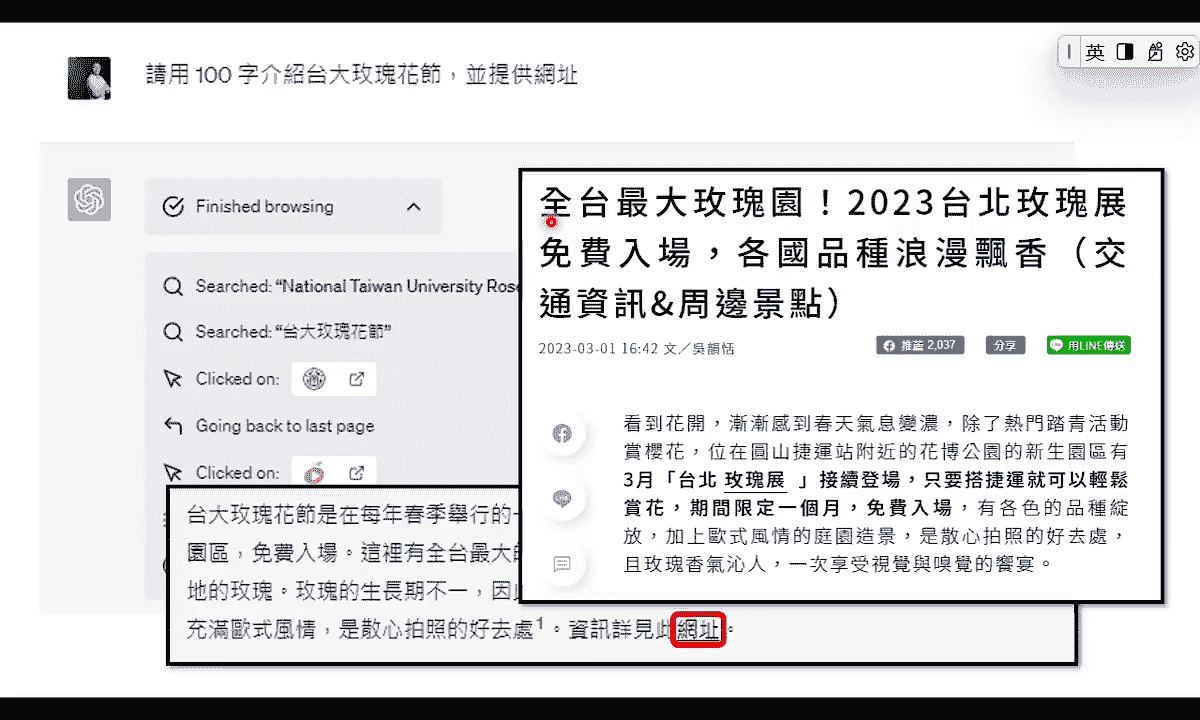 英
請用 100 字介紹台大玫瑰花節，並提供網址
Finished browsing
Searched: “National Taiwan University Rose
Searched: “台大玫瑰花節”
Clicked on:
Going back to last page
Clicked on:
全台最大玫瑰園！2023台北玫瑰展
免費入場，各國品種浪漫飄香（交
通資訊&周邊景點）
2023-03-01 16:42 文／吳韻恬
推薦 2,037
分享
用LINE傳送
看到花開，漸漸感到春天氣息變濃，除了熱門踏青活動
賞櫻花，位在圓山捷運站附近的花博公園的新生園區有
3月「台北 玫瑰展 」接續登場，只要搭捷運就可以輕鬆
賞花，期間限定一個月，免費入場，有各色的品種綻
放，加上歐式風情的庭園造景，是散心拍照的好去處，
且玫瑰香氣沁人，一次享受視覺與嗅覺的饗宴。
台大玫瑰花節是在每年春季舉行的
園區，免費入場。這裡有全台最大的
地的玫瑰。玫瑰的生長期不一，因
充滿歐式風情，是散心拍照的好去處1。資訊詳見此網址。